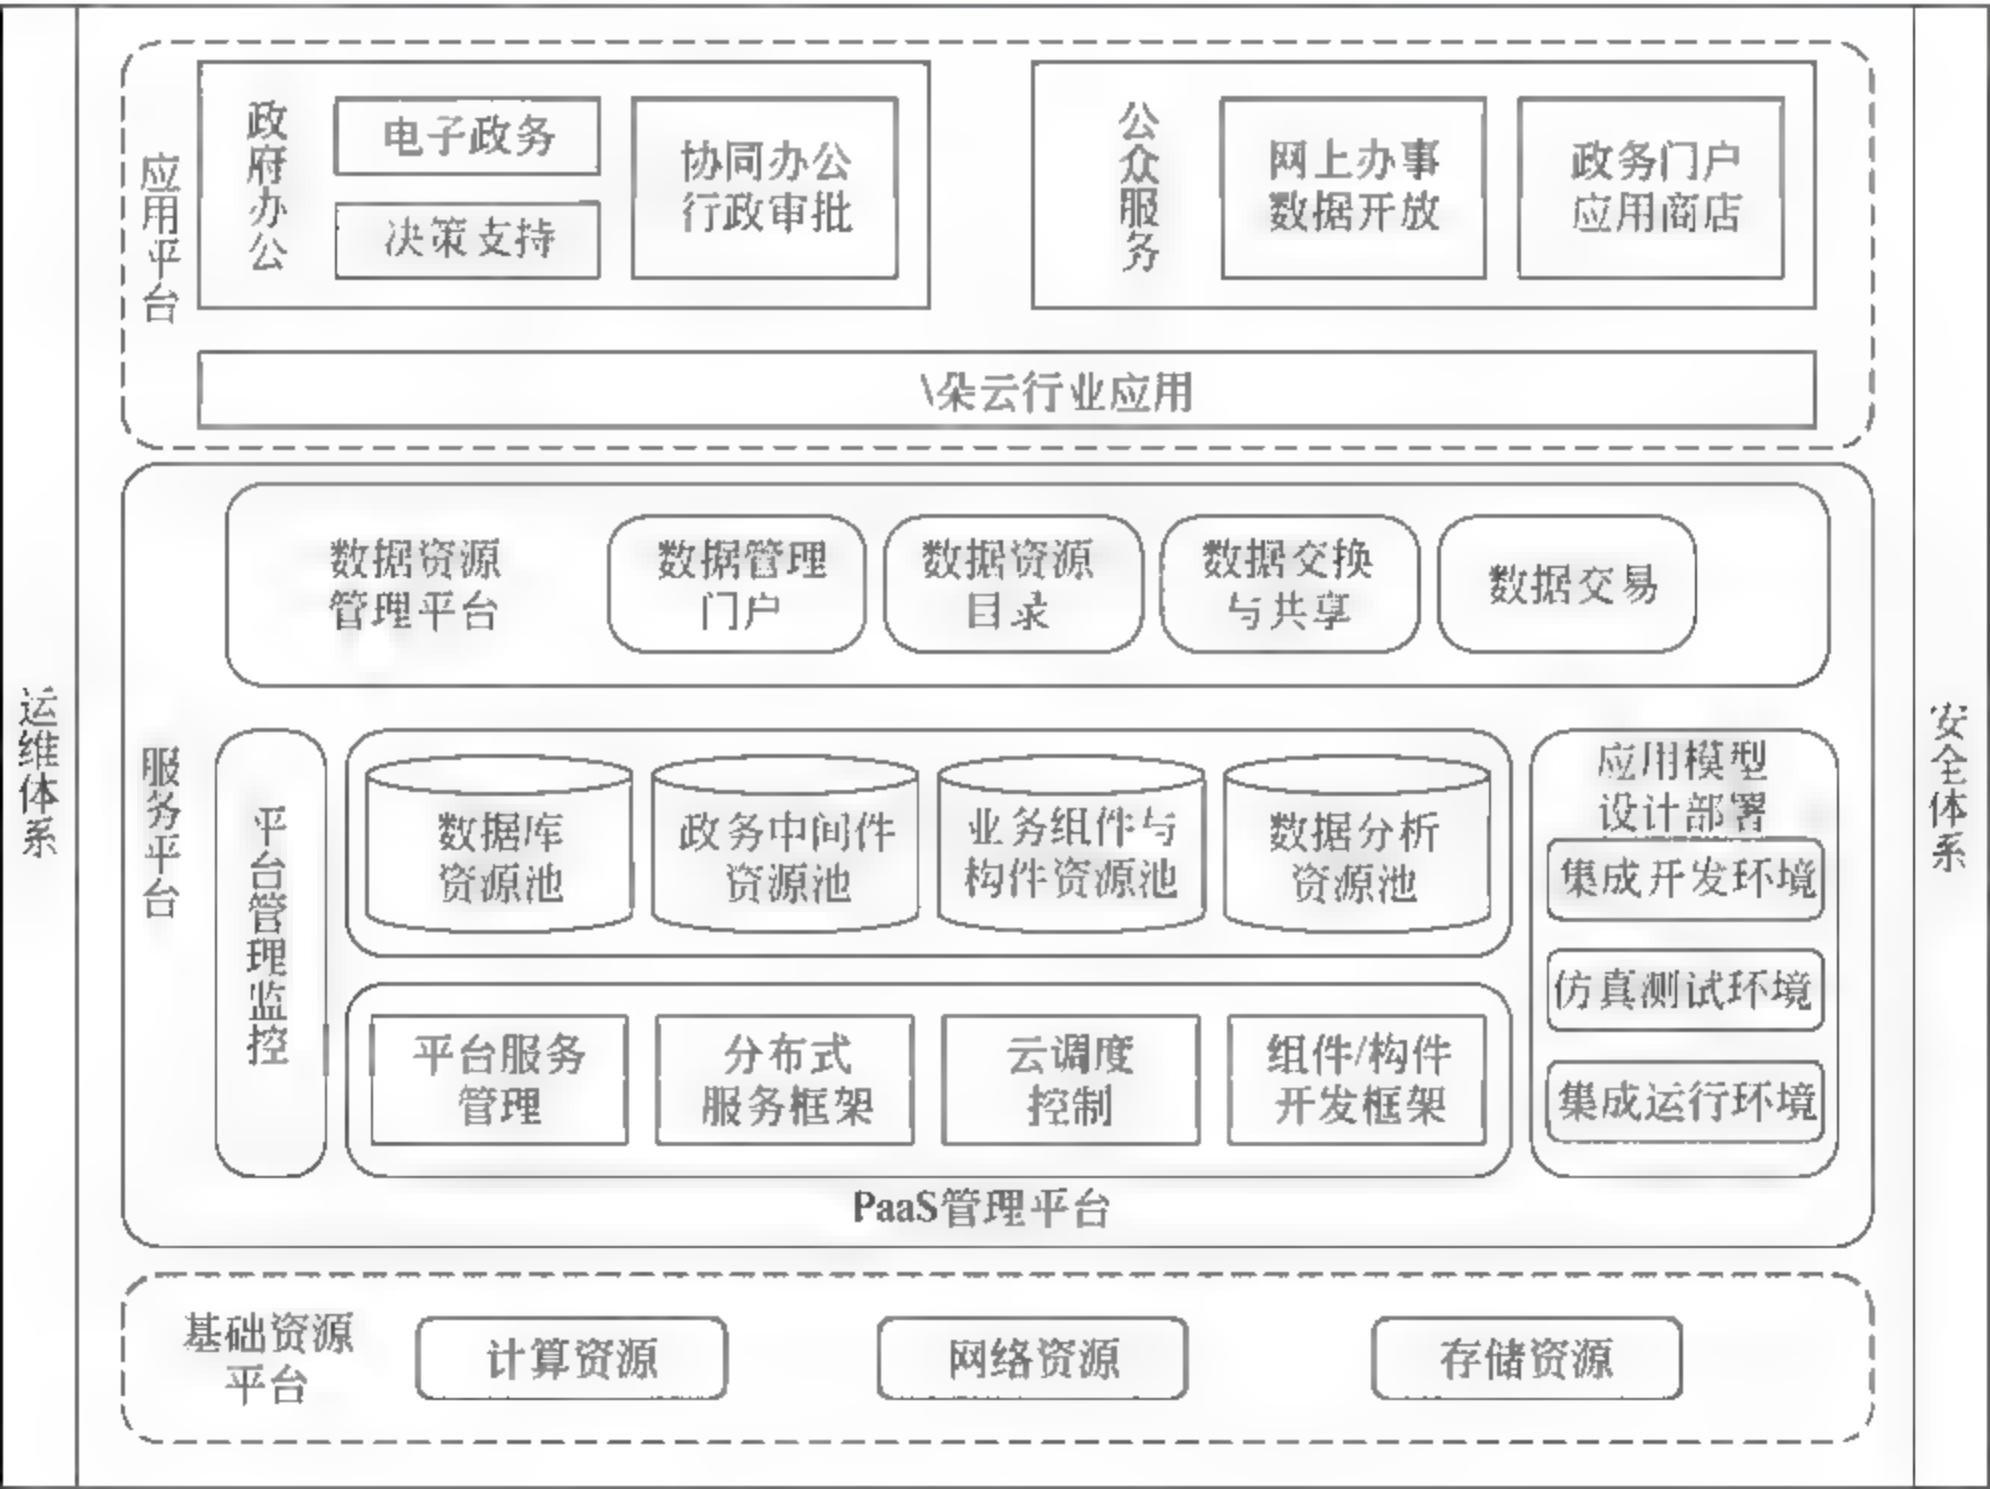 运维体系
应用平台
政府办公
电子政务
决策支持
协同办公
行政审批
公众服务
网上办事
数据开放
政务门户
应用商店
\朵云行业应用
服务平台
数据资源
管理平台
数据管理
门户
数据资源
目录
数据交换
与共享
数据交易
平台管理监控
数据库
资源池
政务中间件
资源池
业务组件与
构件资源池
数据分析
资源池
平台服务
管理
分布式
服务框架
云调度
控制
组件/构件
开发框架
应用模型
设计部署
集成开发环境
仿真测试环境
集成运行环境
PaaS管理平台
基础资源
平台
计算资源
网络资源
存储资源
安全体系